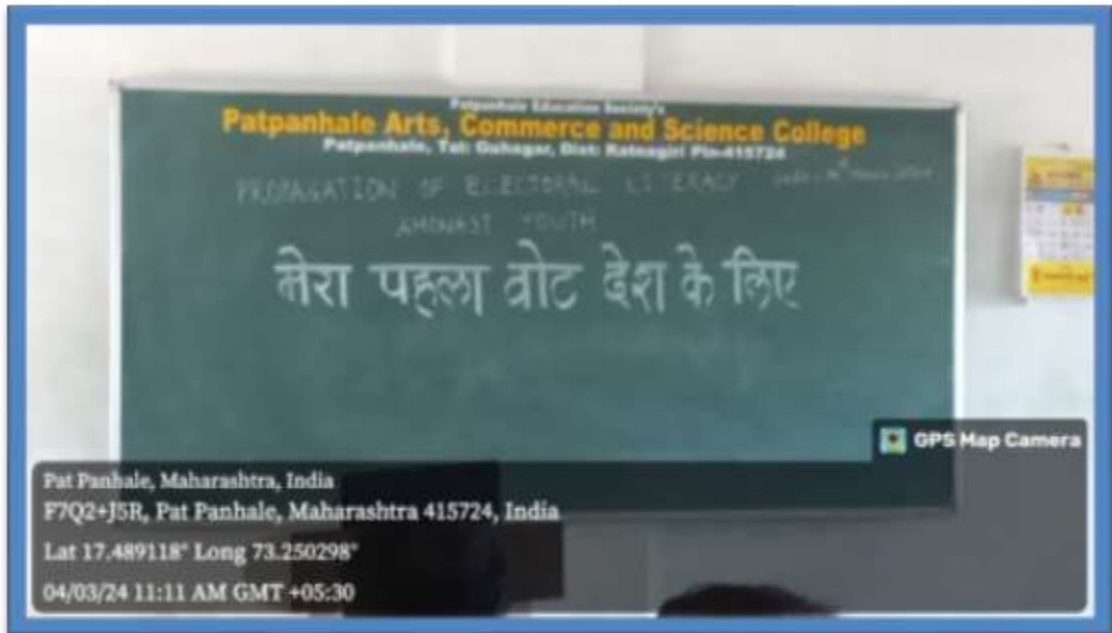 Patpanhale Education Society's
Patpanhale Arts, Commerce and Science College
Patpanhale, Tal: Guhagar, Dist: Ratnagiri Pin-415724
PROPAGATION OF ELECTORAL LITERACY
AMONGST YOUTH
मेरा पहला वोट देश के लिए
GPS Map Camera
Pat Panhale, Maharashtra, India
F7Q2+J5R, Pat Panhale, Maharashtra 415724, India
Lat 17.489118° Long 73.250298°
04/03/24 11:11 AM GMT +05:30